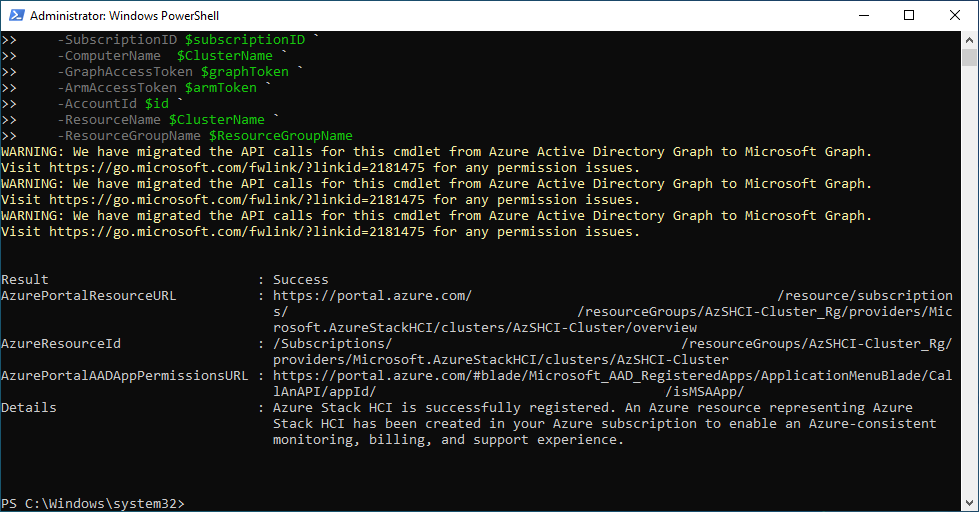 Administrator: Windows PowerShell
>>     -SubscriptionID $subscriptionID `
>>     -ComputerName  $ClusterName `
>>     -GraphAccessToken $graphToken `
>>     -ArmAccessToken $armToken `
>>     -AccountId $id `
>>     -ResourceName $ClusterName `
>>     -ResourceGroupName $ResourceGroupName
WARNING: We have migrated the API calls for this cmdlet from Azure Active Directory Graph to Microsoft Graph.
Visit https://go.microsoft.com/fwlink/?linkid=2181475 for any permission issues.
WARNING: We have migrated the API calls for this cmdlet from Azure Active Directory Graph to Microsoft Graph.
Visit https://go.microsoft.com/fwlink/?linkid=2181475 for any permission issues.
WARNING: We have migrated the API calls for this cmdlet from Azure Active Directory Graph to Microsoft Graph.
Visit https://go.microsoft.com/fwlink/?linkid=2181475 for any permission issues.
Result                          : Success
AzurePortalResourceURL          : https://portal.azure.com/                                      /resource/subscription
s/                                    /resourceGroups/AzSHCI-Cluster_Rg/providers/Mic
rosoft.AzureStackHCI/clusters/AzSHCI-Cluster/overview
AzureResourceId                 : /Subscriptions/                                    /resourceGroups/AzSHCI-Cluster_Rg/
providers/Microsoft.AzureStackHCI/clusters/AzSHCI-Cluster
AzurePortalAADAppPermissionsURL : https://portal.azure.com/#blade/Microsoft_AAD_RegisteredApps/ApplicationMenuBlade/Cal
lAnAPI/appId/                                    /isMSAApp/
Details                         : Azure Stack HCI is successfully registered. An Azure resource representing Azure
Stack HCI has been created in your Azure subscription to enable an Azure-consistent
monitoring, billing, and support experience.
PS C:\Windows\system32>